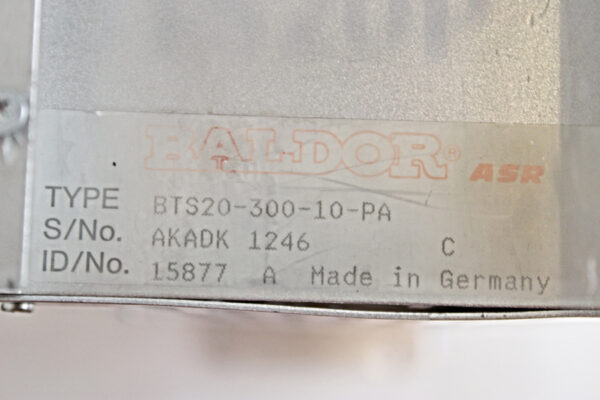 BALDOR® ASR
TYPE BTS20-300-10-PA
S/No. AKADK 1246 C
ID/No. 15877 A Made in Germany